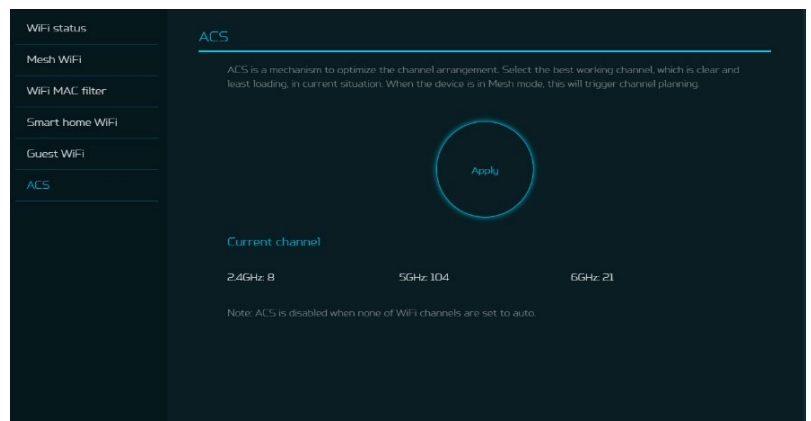 WiFi status
Mesh WiFi
WiFi MAC filter
Smart home WiFi
Guest WiFi
ACS
ACS
ACS is a mechanism to optimize the channel arrangement. Select the best working channel, which is clear and
least loading, in current situation. When the device is in Mesh mode, this will trigger channel planning.
Apply
Current channel
2.4GHz: 8 5GHz: 104 6GHz: 21
Note: ACS is disabled when none of WiFi channels are set to auto.